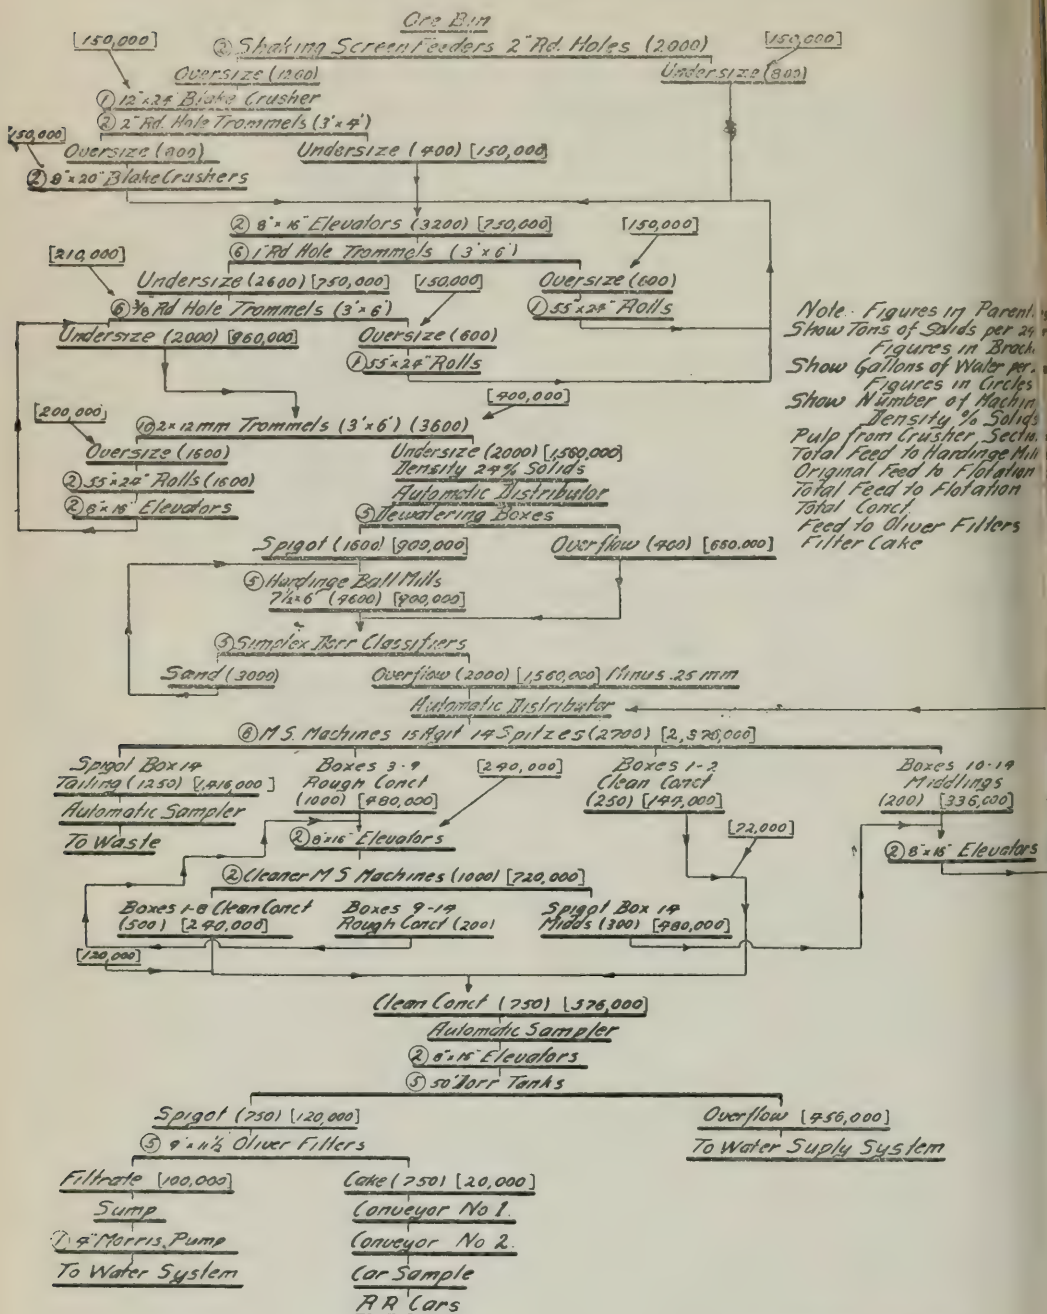 Ore Bin
[150,000]
② Shaking Screen Feeders 2" Rd. Holes (2000)
[150,000]
Oversize (1200)
Undersize (800)
① 12"x24" Blake Crusher
② 2" Rd. Hole Trommels (3'x4')
[150,000]
Oversize (800)
Undersize (400) [150,000]
② 8"x20" Blake Crushers
② 8"x16" Elevators (3200) [750,000]
[150,000]
⑥ 1" Rd Hole Trommels (3'x6')
[210,000]
Undersize (2600) [750,000]
[150,000]
Oversize (600)
⑥ 3/8" Rd Hole Trommels (3'x6')
① 55"x24" Rolls
Undersize (2000) [960,000]
Oversize (600)
① 55"x24" Rolls
Note. Figures in Parent
Show Tons of Solids per 24
Figures in Brack
Show Gallons of Water per.
Figures in Circles
Show Number of Machin
Density % Solids
Pulp from Crusher Sectio
Total Feed to Hardinge Mill
Original Feed to Flotation
Total Feed to Flotation
Total Conct.
Feed to Oliver Filters
Filter Cake
[400,000]
[200,000]
⑩ 2x12mm Trommels (3'x6') (3600)
Oversize (1600)
Undersize (2000) [1,560,000]
② 55"x24" Rolls (1600)
Density 24% Solids
② 8"x16" Elevators
Automatic Distributor
⑤ Dewatering Boxes
Spigot (1600) [900,000]
Overflow (400) [660.000]
⑤ Hardinge Ball Mills
7½'x6' (4600) [900,000]
⑤ Simplex Dorr Classifiers
Sand (3000)
Overflow (2000) [1,560,000] Minus .25 mm
Automatic Distributor
⑧ M.S. Machines 15 Agit 14 Spitzes (2700) [2,376,000]
Spigot Box 14
Tailing (1250) [1,416,000]
Automatic Sampler
To Waste
Boxes 3-9
Rough Conct
(1000) [480,000]
[240,000]
② 8"x16" Elevators
Boxes 1-2
Clean Conct
(250) [144,000]
[72,000]
Boxes 10-14
Middlings
(200) [336,000]
② 8"x16" Elevators
② Cleaner M S Machines (1000) [720,000]
Boxes 1-8 Clean Conct
(500) [240,000]
Boxes 9-14
Rough Conct (200)
Spigot Box 14
Midds (300) [480,000]
[120,000]
Clean Conct (750) [576,000]
Automatic Sampler
② 8"x16" Elevators
⑤ 50' Dorr Tanks
Spigot (750) [120,000]
Overflow [456,000]
⑤ 9'x11½' Oliver Filters
To Water Suply System
Filtrate [100,000]
Cake (750) [20,000]
Sump
Conveyor No 1.
4" Morris Pump
Conveyor No 2.
To Water System
Car Sample
R R Cars